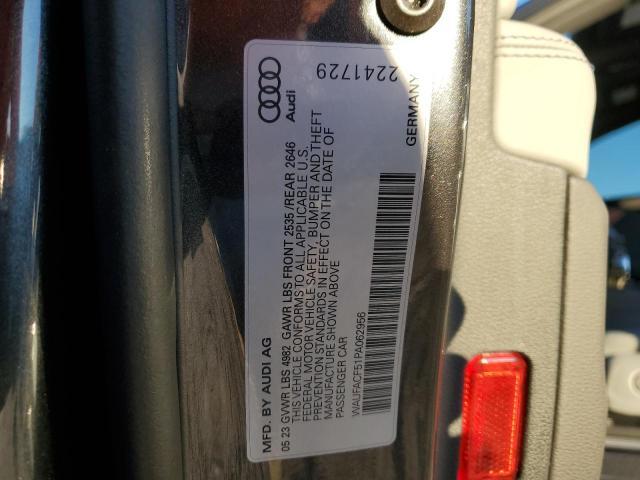 MFD. BY AUDI AG
05 23 GVWR LBS 4982 GAWR LBS FRONT 2535 /REAR 2646
THIS VEHICLE CONFORMS TO ALL APPLICABLE U.S.
FEDERAL MOTOR VEHICLE SAFETY, BUMPER AND THEFT
PREVENTION STANDARDS IN EFFECT ON THE DATE OF
MANUFACTURE SHOWN ABOVE
PASSENGER CAR
WAUFACF51PA062956
Audi
GERMANY
2241729